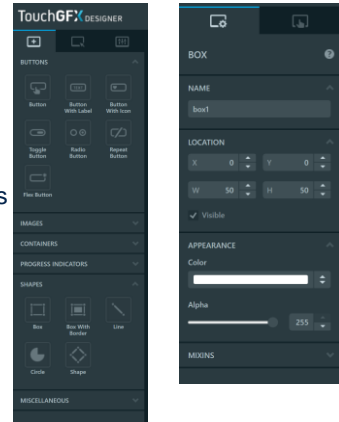 TouchGFX DESIGNER
BUTTONS
Button
Button
With Label
Button
With Icon
Toggle
Button
Radio
Button
Repeat
Button
Flex Button
s
IMAGES
CONTAINERS
PROGRESS INDICATORS
SHAPES
Box
Box With
Border
Line
Circle
Shape
MISCELLANEOUS
BOX
?
NAME
box1
LOCATION
X 0 Y 0
W 50 H 50
Visible
APPEARANCE
Color
Alpha
255
MIXINS